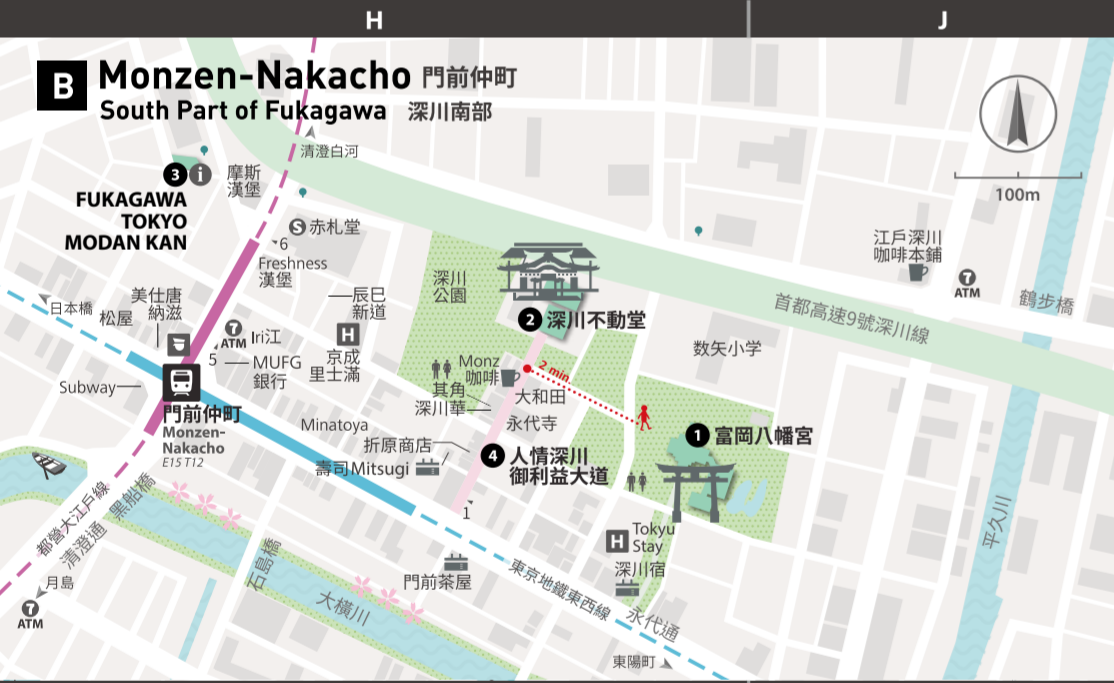 H
J
B
Monzen-Nakacho 門前仲町
South Part of Fukagawa 深川南部
清澄白河
100m
3
i
摩斯
漢堡
FUKAGAWA
TOKYO
MODAN KAN
S 赤札堂
6
Freshness
漢堡
深川
公園
江戶深川
咖啡本鋪
7
ATM
鶴步橋
首都高速9號深川線
日本橋
松屋
美仕唐
納滋
辰巳
新道
7
ATM
Iri江
5
MUFG
銀行
H
京成
里士滿
2 深川不動堂
数矢小学
Subway
Monz
咖啡
2 min
其角
深川華
大和田
永代寺
門前仲町
Monzen-
Nakacho
E15 T12
Minatoya
折原商店
壽司Mitsugi
4 人情深川
御利益大道
1 富岡八幡宮
1
都營大江戶線
清澄通
黑船橋
石島橋
大橫川
門前茶屋
東京地鐵東西線
H
Tokyu
Stay
深川宿
永代通
平久川
月島
7
ATM
東陽町